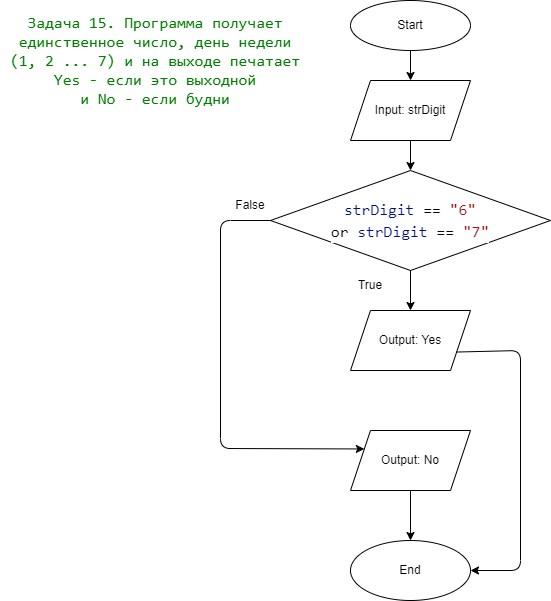 Задача 15. Программа получает
единственное число, день недели
(1, 2 ... 7) и на выходе печатает
Yes - если это выходной
и No - если будни
Start
Input: strDigit
strDigit == "6"
or strDigit == "7"
False
True
Output: Yes
Output: No
End